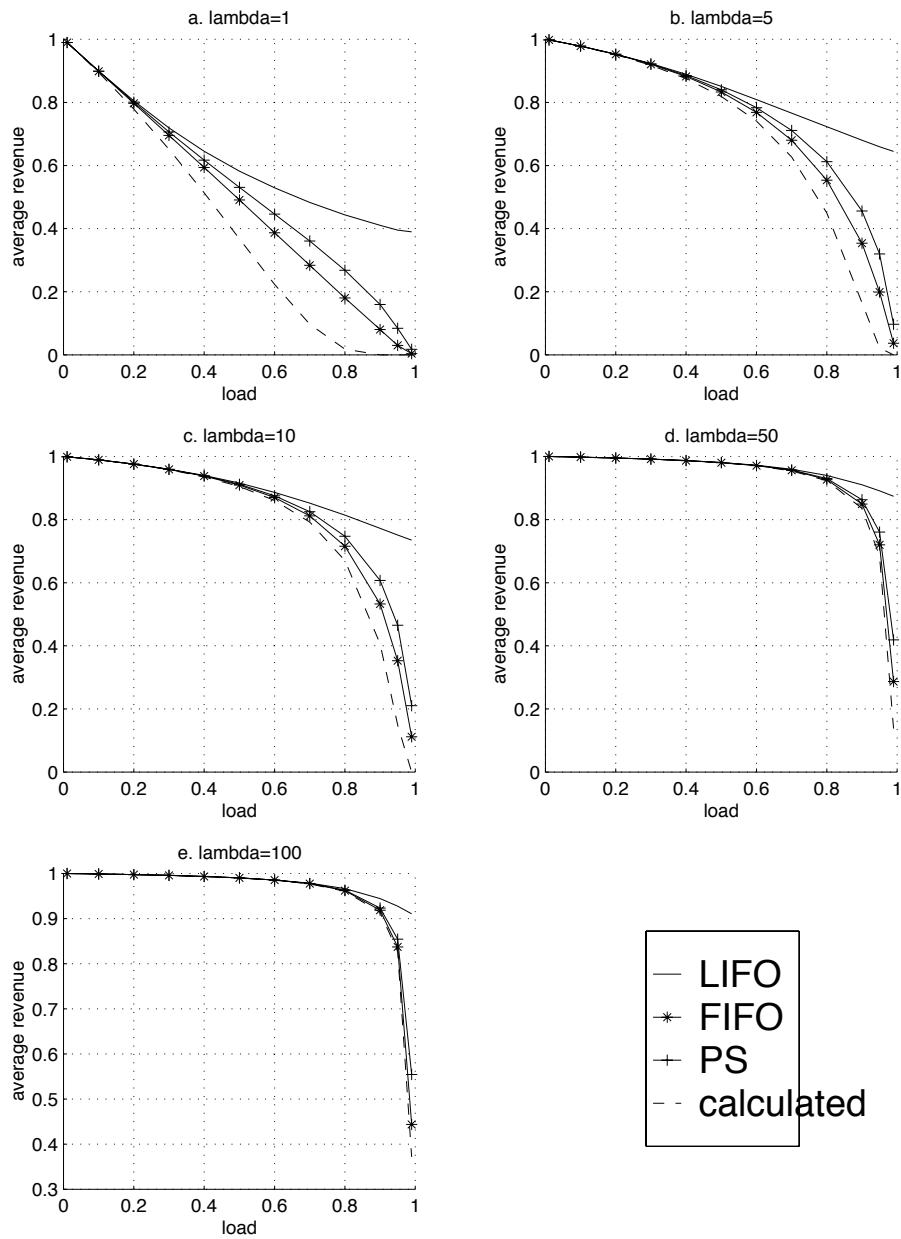 a. lambda=1
1
0.8
0.6
0.4
0.2
0
average revenue
0 0.2 0.4 0.6 0.8 1
load
b. lambda=5
1
0.8
0.6
0.4
0.2
0
average revenue
0 0.2 0.4 0.6 0.8 1
load
c. lambda=10
1
0.8
0.6
0.4
0.2
0
average revenue
0 0.2 0.4 0.6 0.8 1
load
d. lambda=50
1
0.8
0.6
0.4
0.2
0
average revenue
0 0.2 0.4 0.6 0.8 1
load
e. lambda=100
1
0.9
0.8
0.7
0.6
0.5
0.4
0.3
average revenue
0 0.2 0.4 0.6 0.8 1
load
LIFO
FIFO
PS
calculated